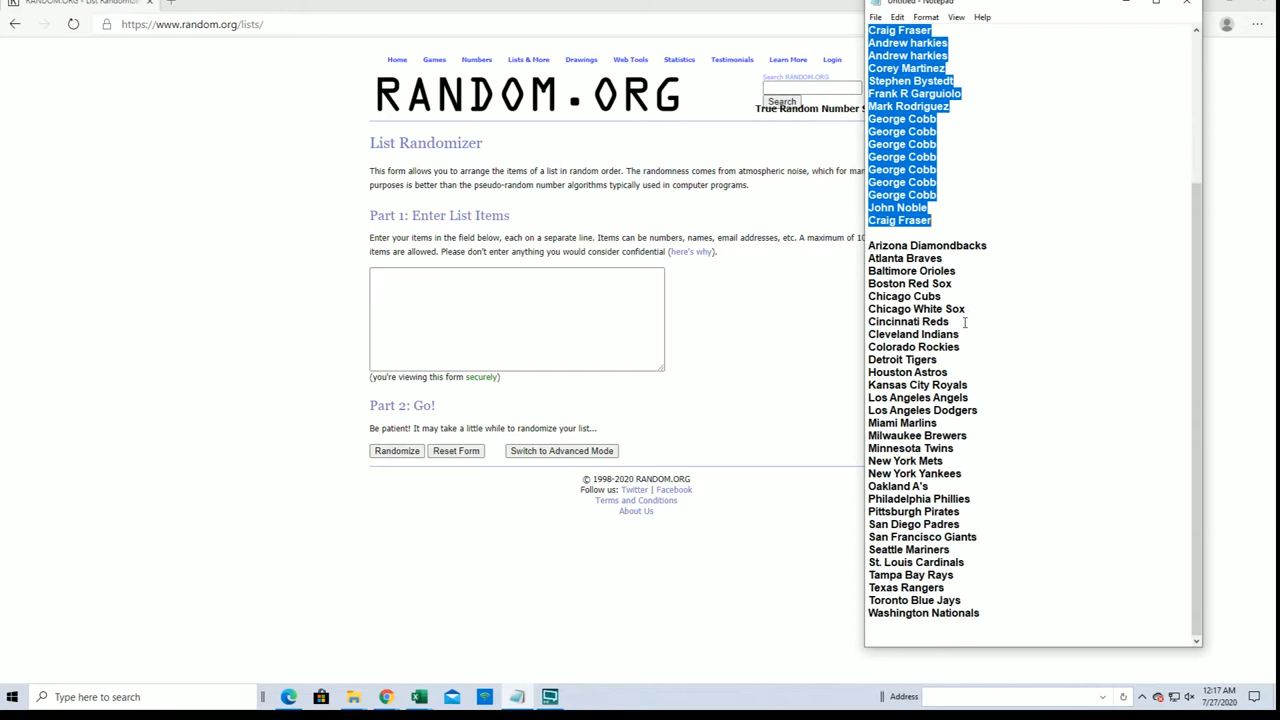 RANDOM.ORG - List Randomiz
https://www.random.org/lists/
Home Games Numbers Lists & More Drawings Web Tools Statistics Testimonials Learn More Login
RANDOM.ORG
Search RANDOM.ORG
Search
True Random Number S
List Randomizer
This form allows you to arrange the items of a list in random order. The randomness comes from atmospheric noise, which for man
purposes is better than the pseudo-random number algorithms typically used in computer programs.
Part 1: Enter List Items
Enter your items in the field below, each on a separate line. Items can be numbers, names, email addresses, etc. A maximum of 10
items are allowed. Please don't enter anything you would consider confidential (here's why).
(you're viewing this form securely)
Part 2: Go!
Be patient! It may take a little while to randomize your list...
Randomize Reset Form Switch to Advanced Mode
© 1998-2020 RANDOM.ORG
Follow us: Twitter | Facebook
Terms and Conditions
About Us
Untitled - Notepad
File Edit Format View Help
Craig Fraser
Andrew harkies
Andrew harkies
Corey Martinez
Stephen Bystedt
Frank R Garguiolo
Mark Rodriguez
George Cobb
George Cobb
George Cobb
George Cobb
George Cobb
George Cobb
George Cobb
John Noble
Craig Fraser
Arizona Diamondbacks
Atlanta Braves
Baltimore Orioles
Boston Red Sox
Chicago Cubs
Chicago White Sox
Cincinnati Reds
Cleveland Indians
Colorado Rockies
Detroit Tigers
Houston Astros
Kansas City Royals
Los Angeles Angels
Los Angeles Dodgers
Miami Marlins
Milwaukee Brewers
Minnesota Twins
New York Mets
New York Yankees
Oakland A's
Philadelphia Phillies
Pittsburgh Pirates
San Diego Padres
San Francisco Giants
Seattle Mariners
St. Louis Cardinals
Tampa Bay Rays
Texas Rangers
Toronto Blue Jays
Washington Nationals
Type here to search
Address
12:17 AM
7/27/2020